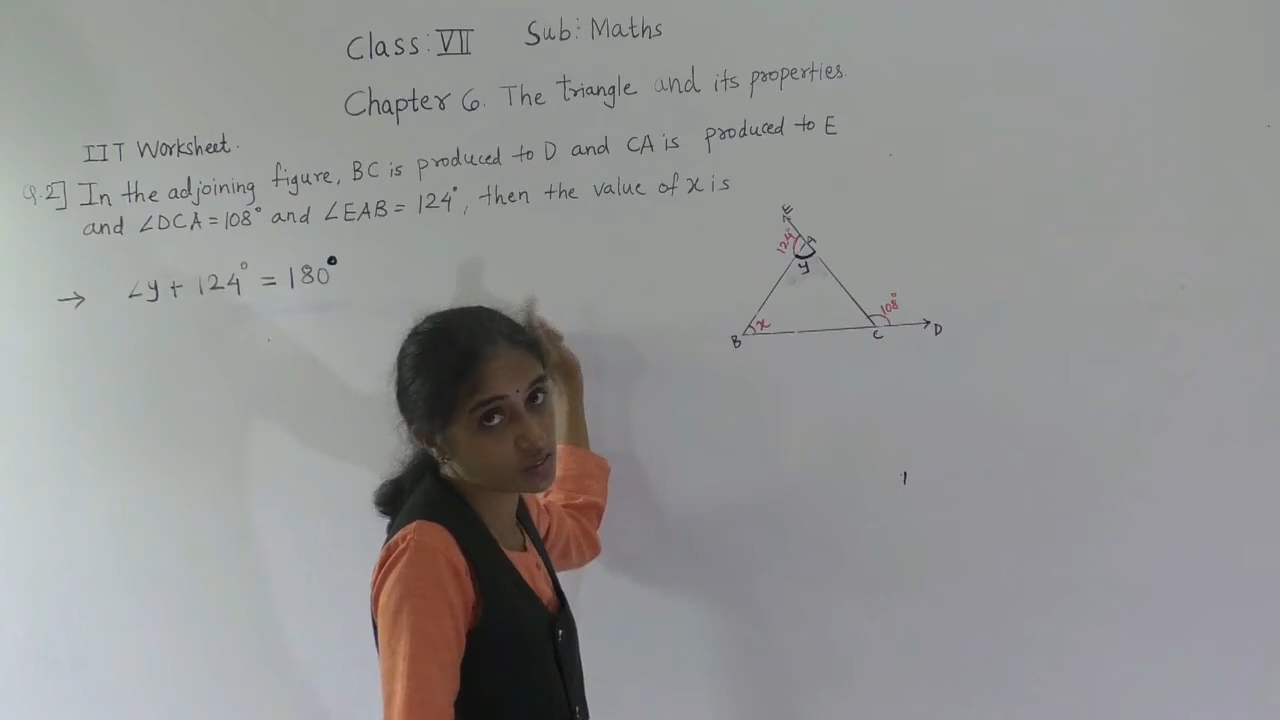 Class: VII Sub: Maths
Chapter 6. The triangle and its properties.
IIT Worksheet.
Q.2] In the adjoining figure, BC is produced to D and CA is produced to E
and ∠DCA = 108° and ∠EAB = 124°, then the value of x is
→ ∠y + 124° = 180°
E
124° A
y
108°
B x C D